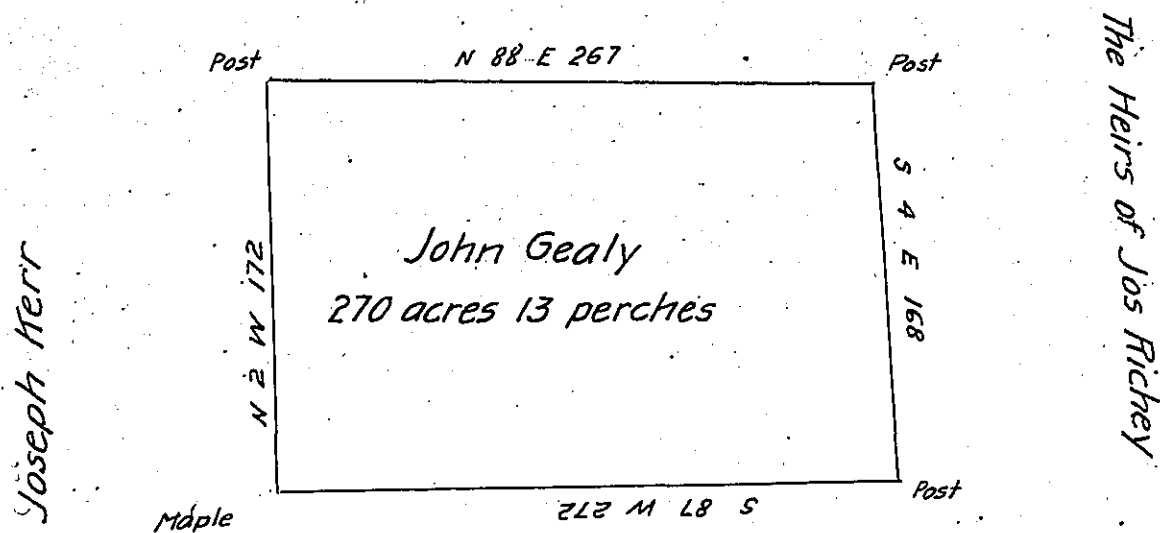 Post
N 88 E 267
Post
The Heirs of Jos Richey
S 4 E 168
John Gealy
270 acres 13 perches
N 2 W 172
Joseph Kerr
Maple
S 87 W 272
Post